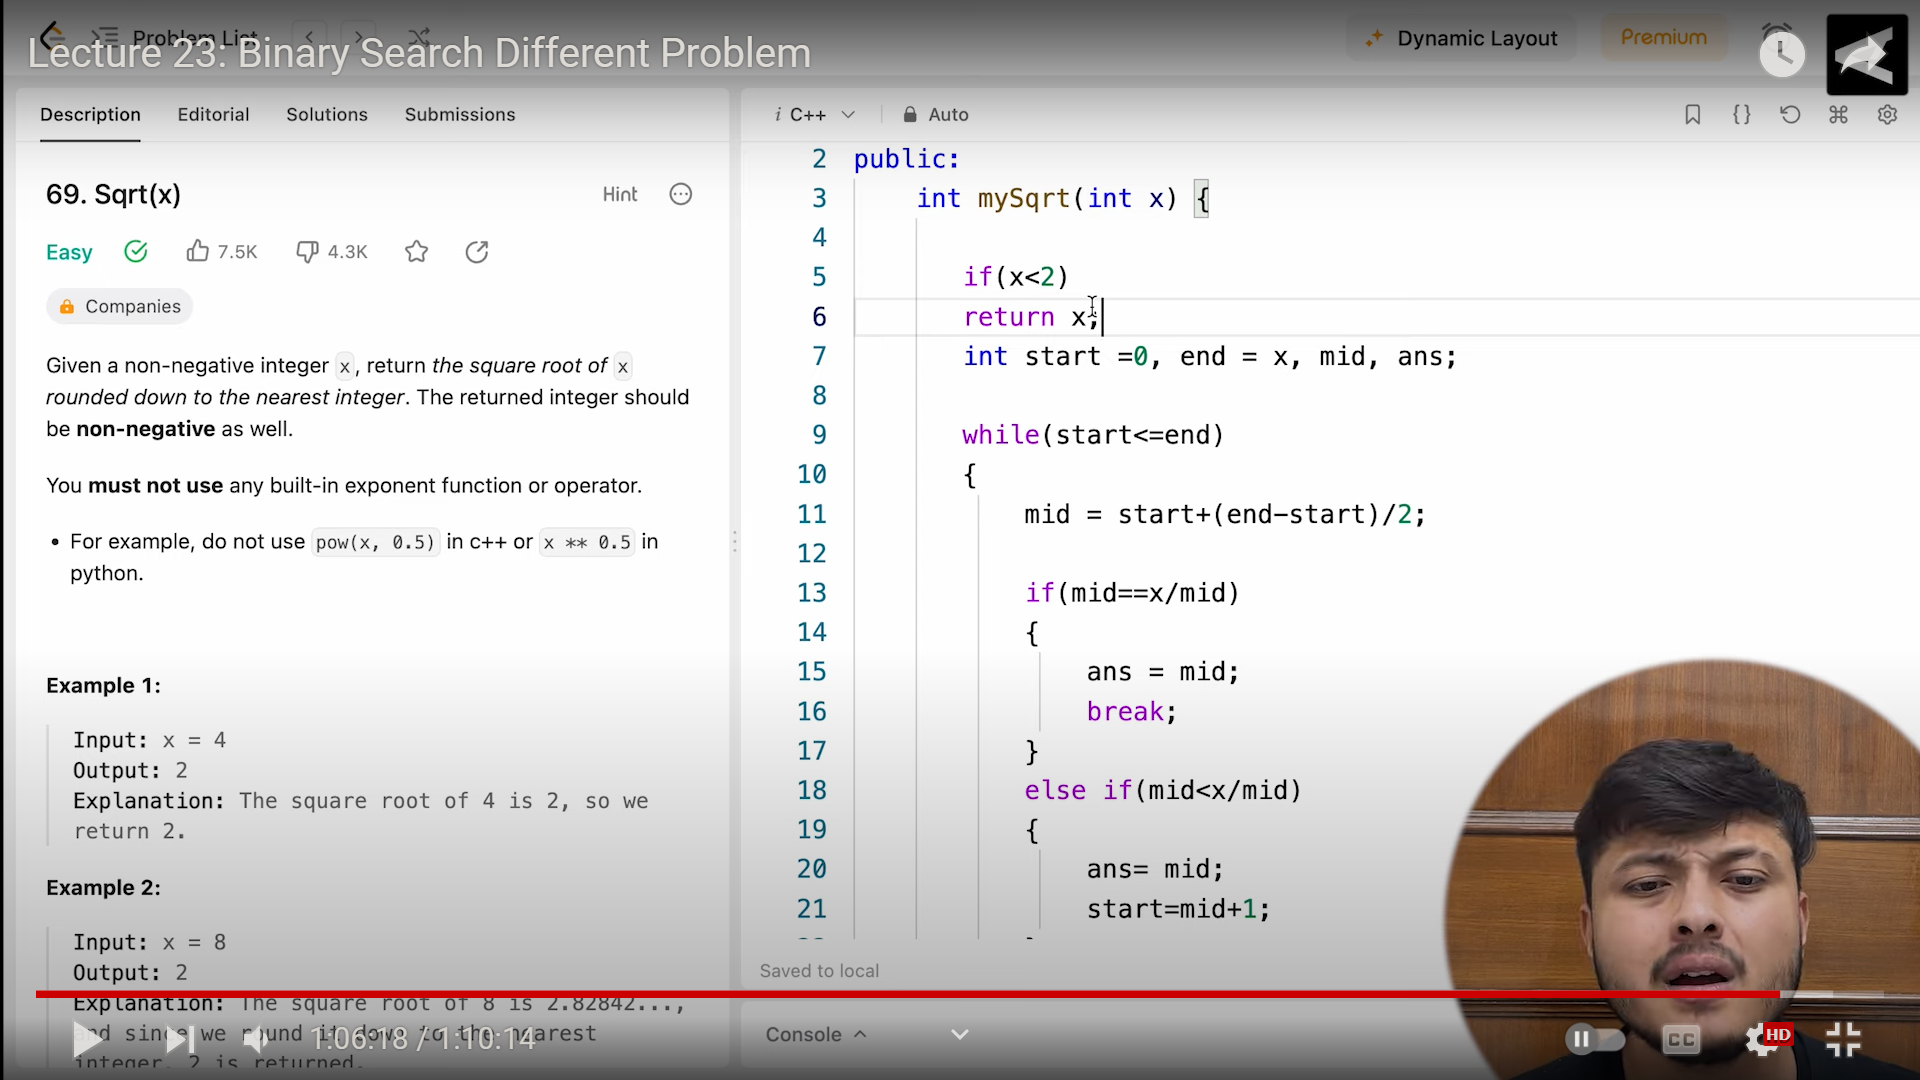 Problem List
Lecture 23: Binary Search Different Problem
Dynamic Layout
Premium
Description
Editorial
Solutions
Submissions
69. Sqrt(x)
Hint
Easy
7.5K
4.3K
Companies
Given a non-negative integer x, return the square root of x
rounded down to the nearest integer. The returned integer should
be non-negative as well.
You must not use any built-in exponent function or operator.
• For example, do not use pow(x, 0.5) in c++ or x ** 0.5 in
python.
Example 1:
Input: x = 4
Output: 2
Explanation: The square root of 4 is 2, so we
return 2.
Example 2:
Input: x = 8
Output: 2
Explanation: The square root of 8 is 2.82842...,
and since we round it down to the nearest
integer, 2 is returned.
1:06:18 / 1:10:14
i C++
Auto
2 public:
3 int mySqrt(int x) {
4
5 if(x<2)
6 return x;
7 int start =0, end = x, mid, ans;
8
9 while(start<=end)
10 {
11 mid = start+(end-start)/2;
12
13 if(mid==x/mid)
14 {
15 ans = mid;
16 break;
17 }
18 else if(mid<x/mid)
19 {
20 ans= mid;
21 start=mid+1;
Saved to local
Console
CC
HD